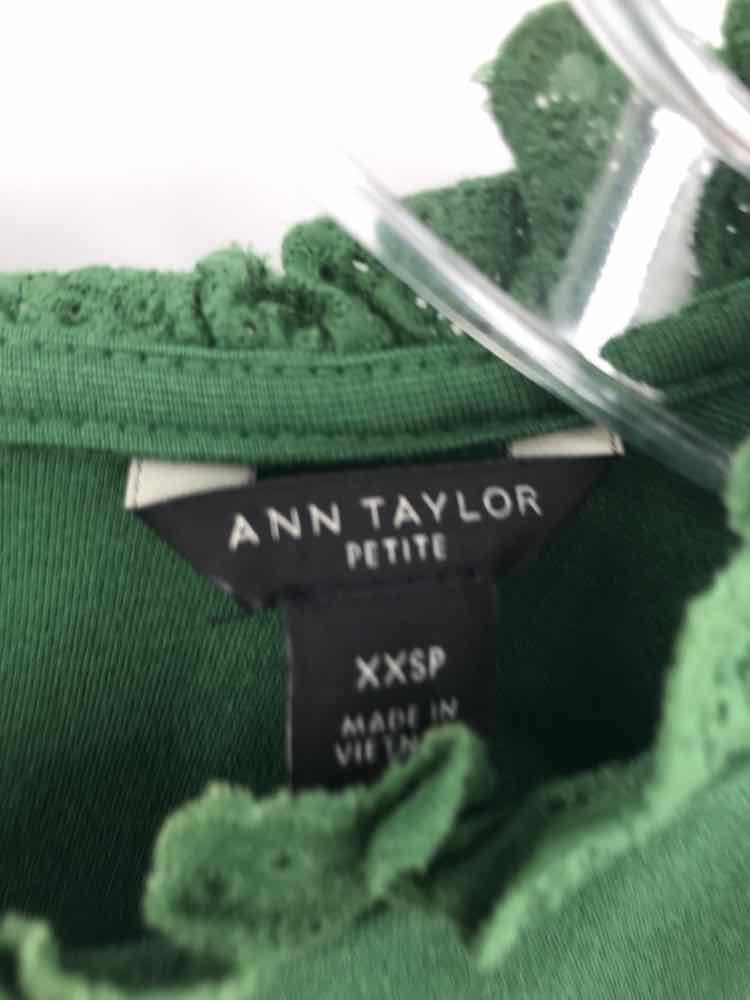 ANN TAYLOR
PETITE
XXSP
MADE IN